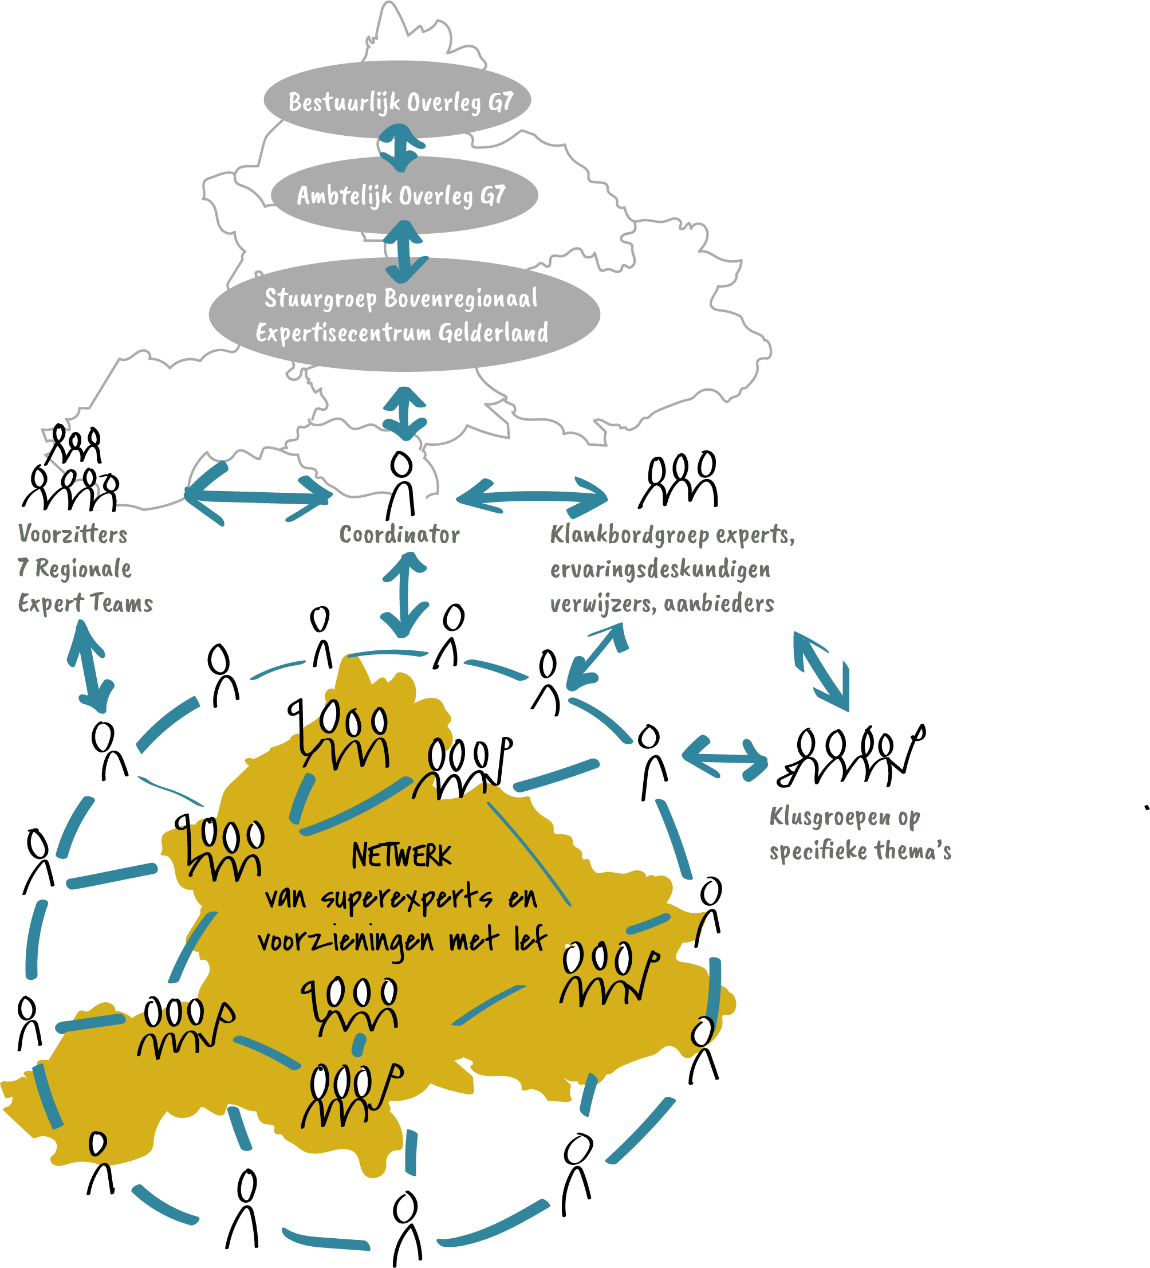 Bestuurlijk Overleg G7
Ambtelijk Overleg G7
Stuurgroep Bovenregionaal
Expertisecentrum Gelderland
Voorzitters
7 Regionale
Expert Teams
Coordinator
Klankbordgroep experts,
ervaringsdeskundigen
verwijzers, aanbieders
Klusgroepen op
specifieke thema's
NETWERK
van superexperts en
voorzieningen met lef